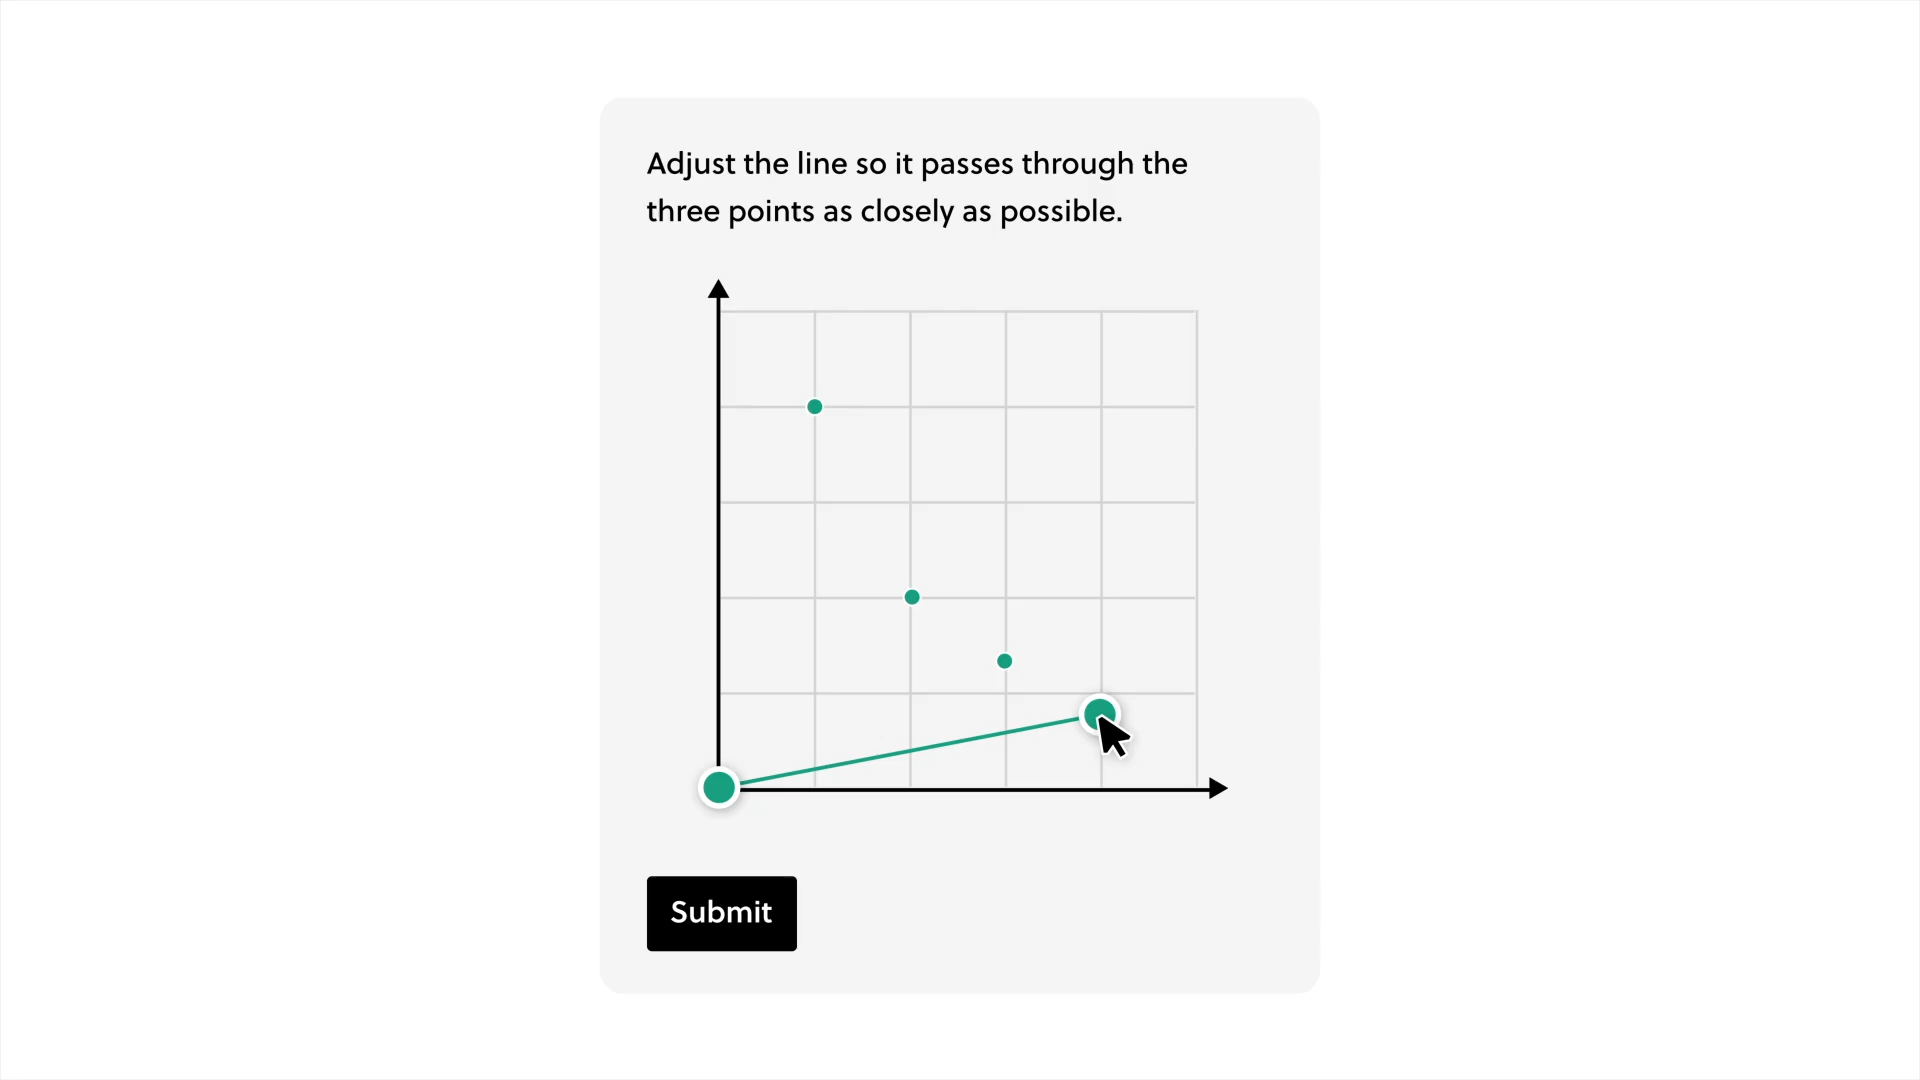 Adjust the line so it passes through the
three points as closely as possible.
Submit